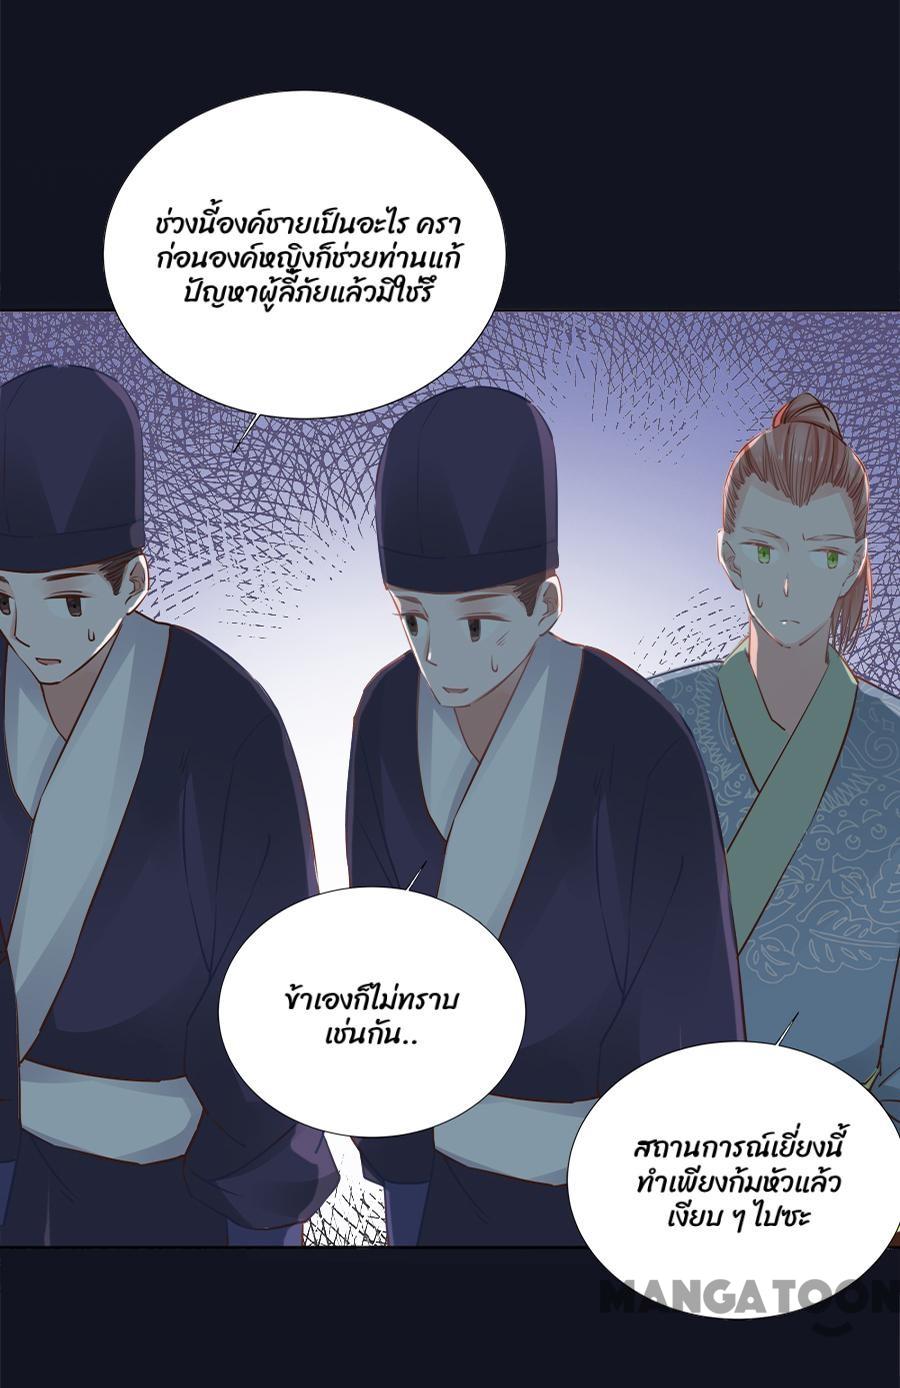 ช่วงนี้องค์ชายเป็นอะไร ครา
ก่อนองค์หญิงก็ช่วยท่านแก้
ปัญหาผู้ลี้ภัยแล้วมิใช่รึ
ข้าเองก็ไม่ทราบ
เช่นกัน..
สถานการณ์เยี่ยงนี้
ทำเพียงก้มหัวแล้ว
เงียบ ๆ ไปซะ
MANGATOON